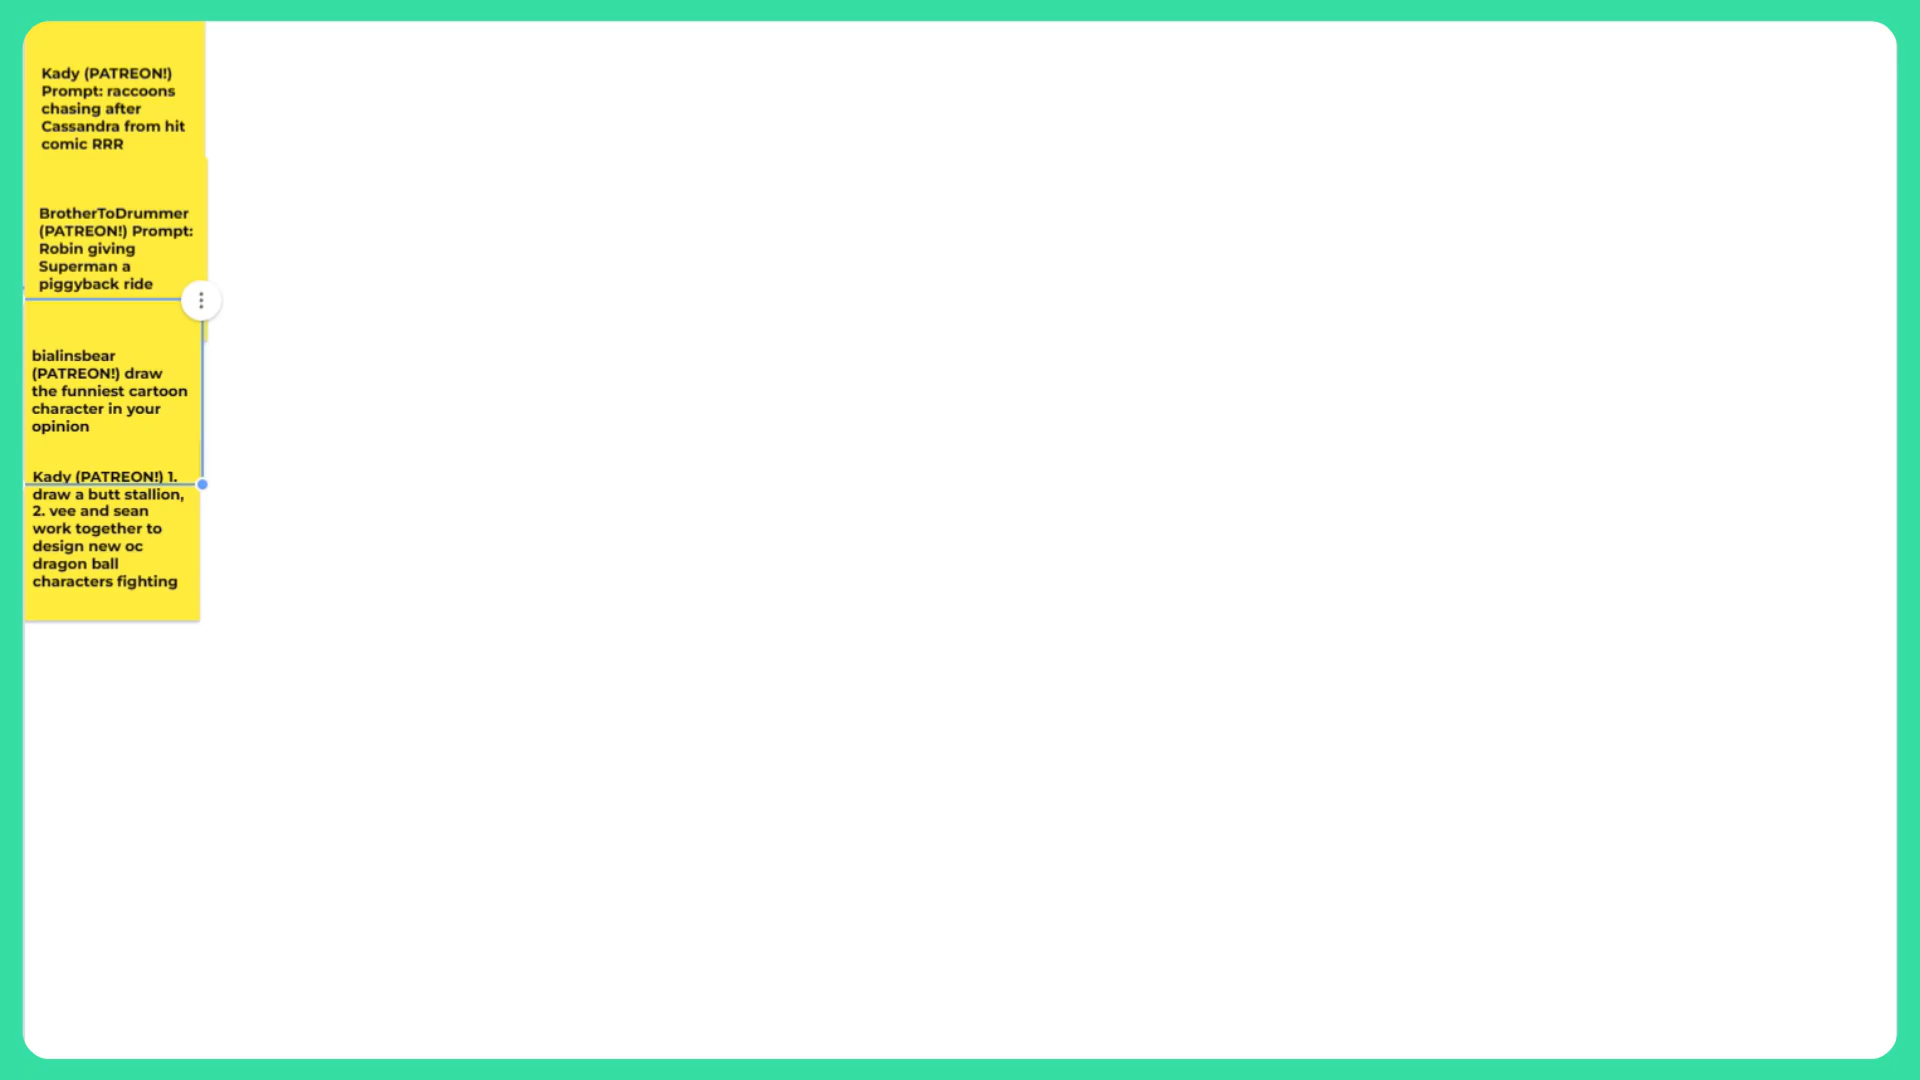 Kady (PATREON!)
Prompt: raccoons
chasing after
Cassandra from hit
comic RRR
BrotherToDrummer
(PATREON!) Prompt:
Robin giving
Superman a
piggyback ride
bialinsbear
(PATREON!) draw
the funniest cartoon
character in your
opinion
Kady (PATREON!) 1.
draw a butt stallion,
2. vee and sean
work together to
design new oc
dragon ball
characters fighting